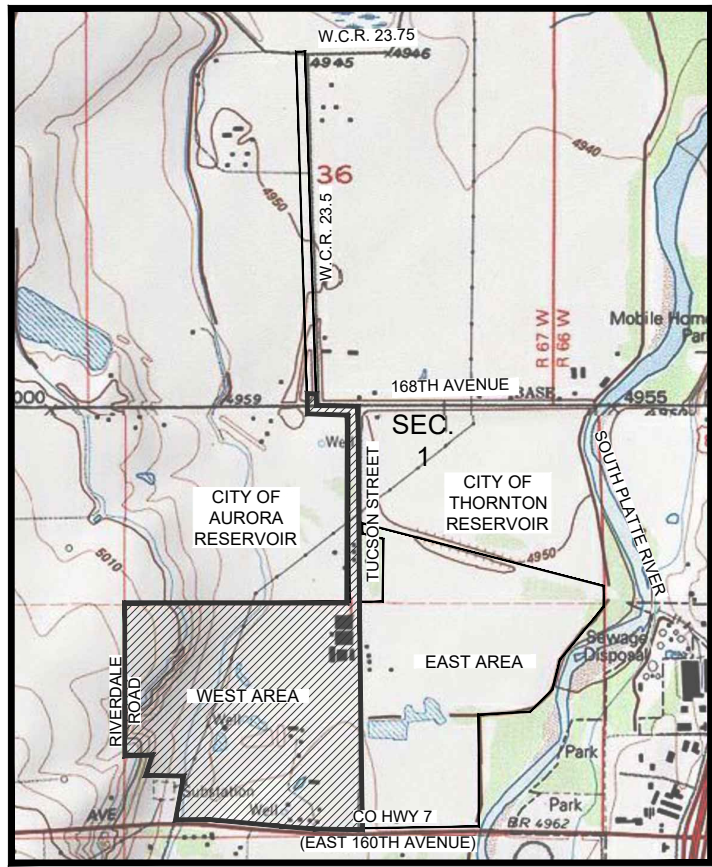 W.C.R. 23.75
4946
4945
36
4940
4950
W.C.R. 23.5
R 67 W
R 66 W
Mobile Home
Par
168TH AVENUE
000
4959
BASE
4955
4950
SEC.
1
Well
TUCSON STREET
SOUTH PLATTE RIVER
CITY OF
AURORA
RESERVOIR
CITY OF
THORNTON
RESERVOIR
5010
4950
Sewage
Disposal
EAST AREA
RIVERDALE
ROAD
WEST AREA
Well
Park
Substation
Well
Park
AVE
CO HWY 7
BR 4962
(EAST 160TH AVENUE)